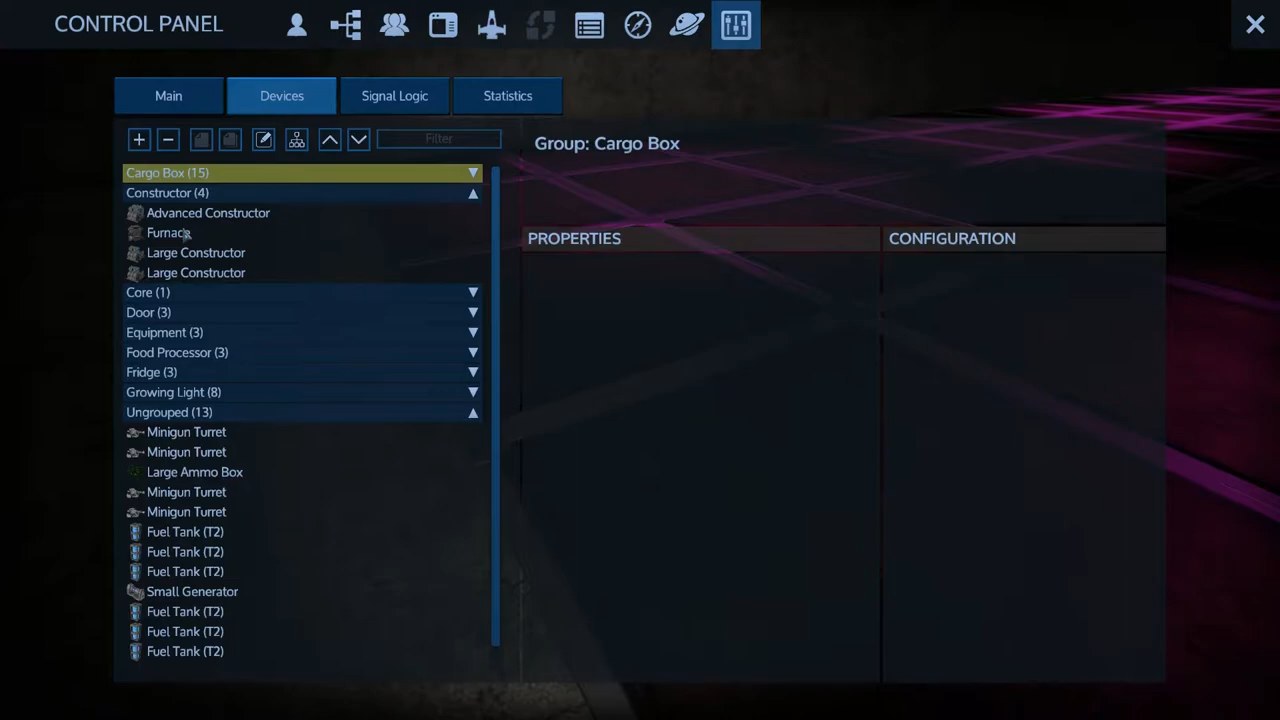 CONTROL PANEL
Main
Devices
Signal Logic
Statistics
Filter
Group: Cargo Box
Cargo Box (15)
Constructor (4)
Advanced Constructor
Furnace
Large Constructor
Large Constructor
Core (1)
Door (3)
Equipment (3)
Food Processor (3)
Fridge (3)
Growing Light (8)
Ungrouped (13)
Minigun Turret
Minigun Turret
Large Ammo Box
Minigun Turret
Minigun Turret
Fuel Tank (T2)
Fuel Tank (T2)
Fuel Tank (T2)
Small Generator
Fuel Tank (T2)
Fuel Tank (T2)
Fuel Tank (T2)
PROPERTIES
CONFIGURATION